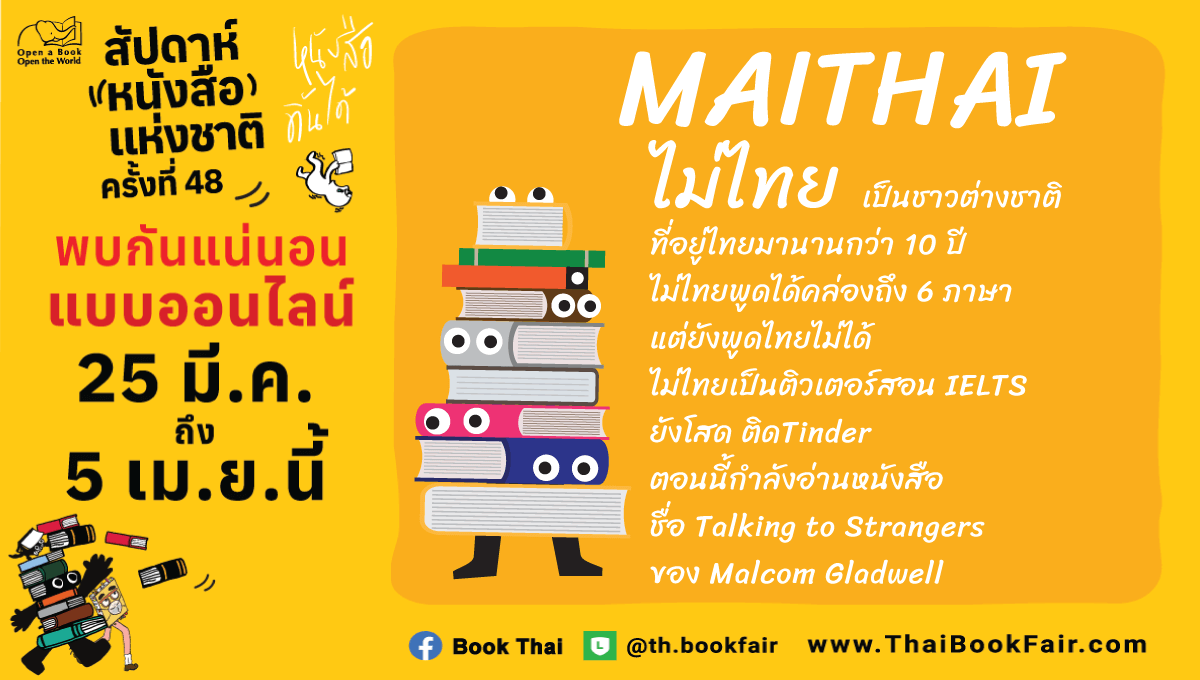 Open a Book
Open the World
สัปดาห์
หนังสือ
แห่งชาติ
ครั้งที่ 48
หนังสือ
ดิ้นได้
พบกันแน่นอน
แบบออนไลน์
25 มี.ค.
ถึง
5 เม.ย.นี้
MAITHAI
ไม่ไทย เป็นชาวต่างชาติ
ที่อยู่ไทยมานานกว่า 10 ปี
ไม่ไทยพูดได้คล่องถึง 6 ภาษา
แต่ยังพูดไทยไม่ได้
ไม่ไทยเป็นติวเตอร์สอน IELTS
ยังโสด ติดTinder
ตอนนี้กำลังอ่านหนังสือ
ชื่อ Talking to Strangers
ของ Malcom Gladwell
Book Thai @th.bookfair www.ThaiBookFair.com